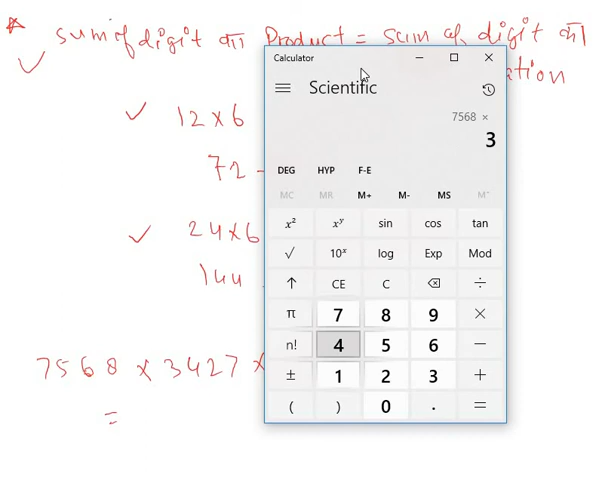 Sum of digit का Product = sum of digit का
ation
12 x 6
72 -
24 x 6
144
7568 x 3427 x
=
Calculator
Scientific
7568 ×
3
DEG HYP F-E
MC MR M+ M- MS M˅
x² xʸ sin cos tan
√ 10ˣ log Exp Mod
↑ CE C ⌫ ÷
π 7 8 9 ×
n! 4 5 6 −
± 1 2 3 +
( ) 0 . =